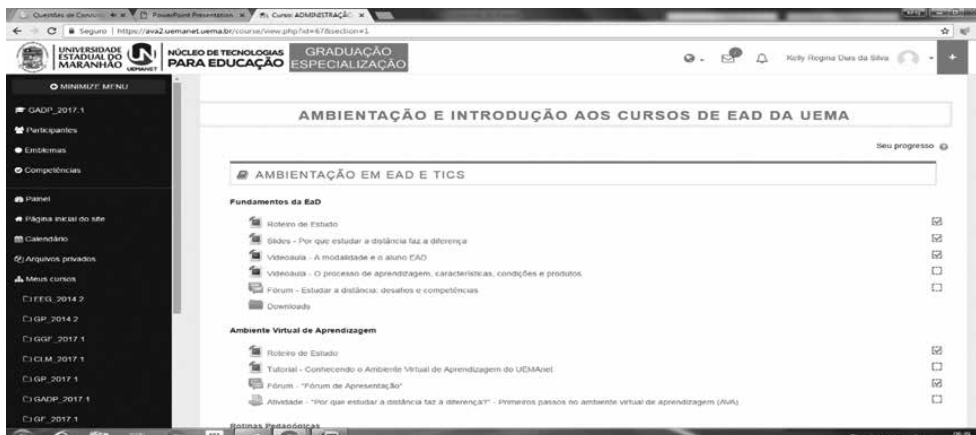 Questões de Concurso
PowerPoint Presentation
Curso: ADMINISTRAÇÃO
Seguro | https://ava2.uemanet.uema.br/course/view.php?id=67&section=1
UNIVERSIDADE
ESTADUAL DO
MARANHÃO
UEMANET
NÚCLEO DE TECNOLOGIAS
PARA EDUCAÇÃO
GRADUAÇÃO
ESPECIALIZAÇÃO
Kelly Regina Dias da Silva
MINIMIZE MENU
GADP_2017.1
Participantes
Emblemas
Competências
Painel
Página inicial do site
Calendário
Arquivos privados
Meus cursos
EEG_2014.2
GP_2014.2
GGF_2017.1
CLM_2017.1
GP_2017.1
GADP_2017.1
GF_2017.1
AMBIENTAÇÃO E INTRODUÇÃO AOS CURSOS DE EAD DA UEMA
Seu progresso
AMBIENTAÇÃO EM EAD E TICS
Fundamentos da EaD
Roteiro de Estudo
Slides - Por que estudar a distância faz a diferença
Videoaula - A modalidade e o aluno EAD
Videoaula - O processo de aprendizagem, características, condições e produtos.
Fórum - Estudar a distância: desafios e competências
Downloads
Ambiente Virtual de Aprendizagem
Roteiro de Estudo
Tutorial - Conhecendo o Ambiente Virtual de Aprendizagem do UEMAnet
Fórum - "Fórum de Apresentação"
Atividade - "Por que estudar a distância faz a diferença?" - Primeiros passos no ambiente virtual de aprendizagem (AVA)
Rotinas Pedagógicas